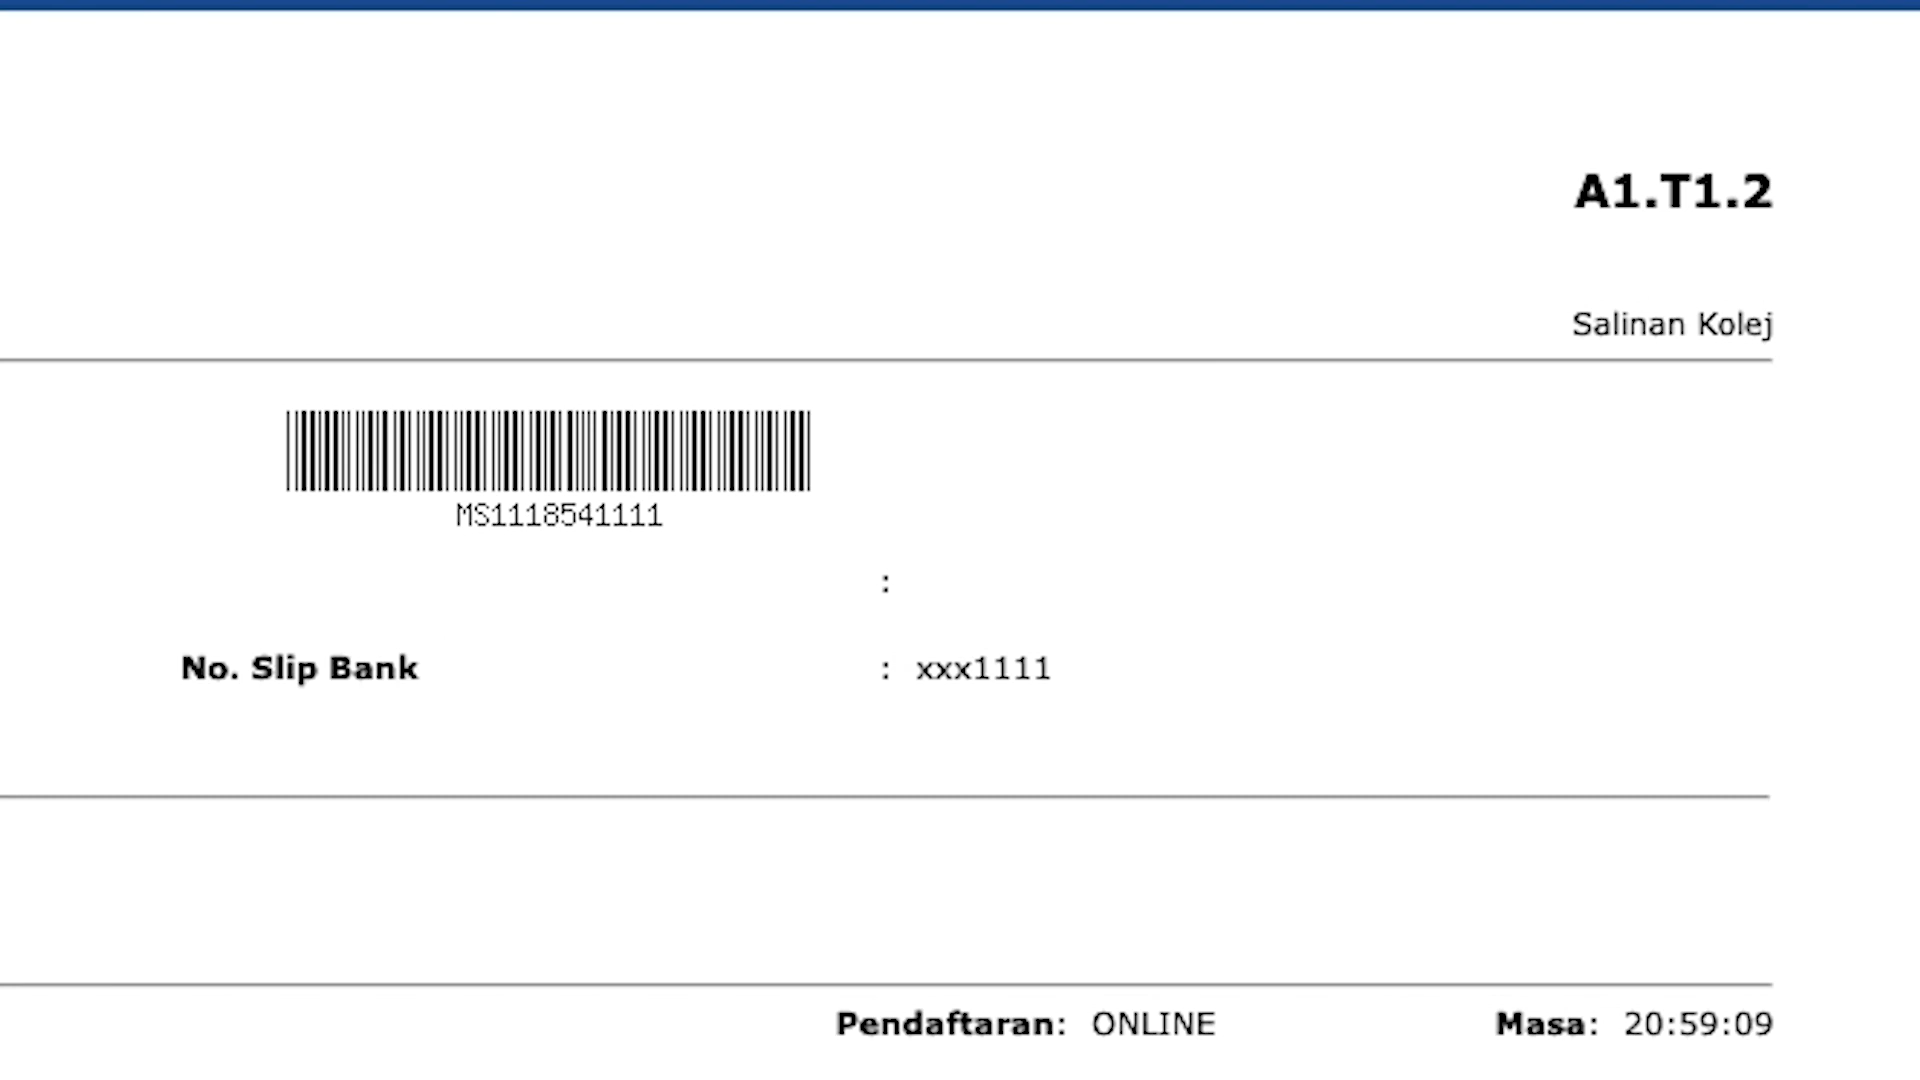 A1.T1.2
Salinan Kolej
MS1118541111
:
No. Slip Bank : xxx1111
Pendaftaran: ONLINE Masa: 20:59:09